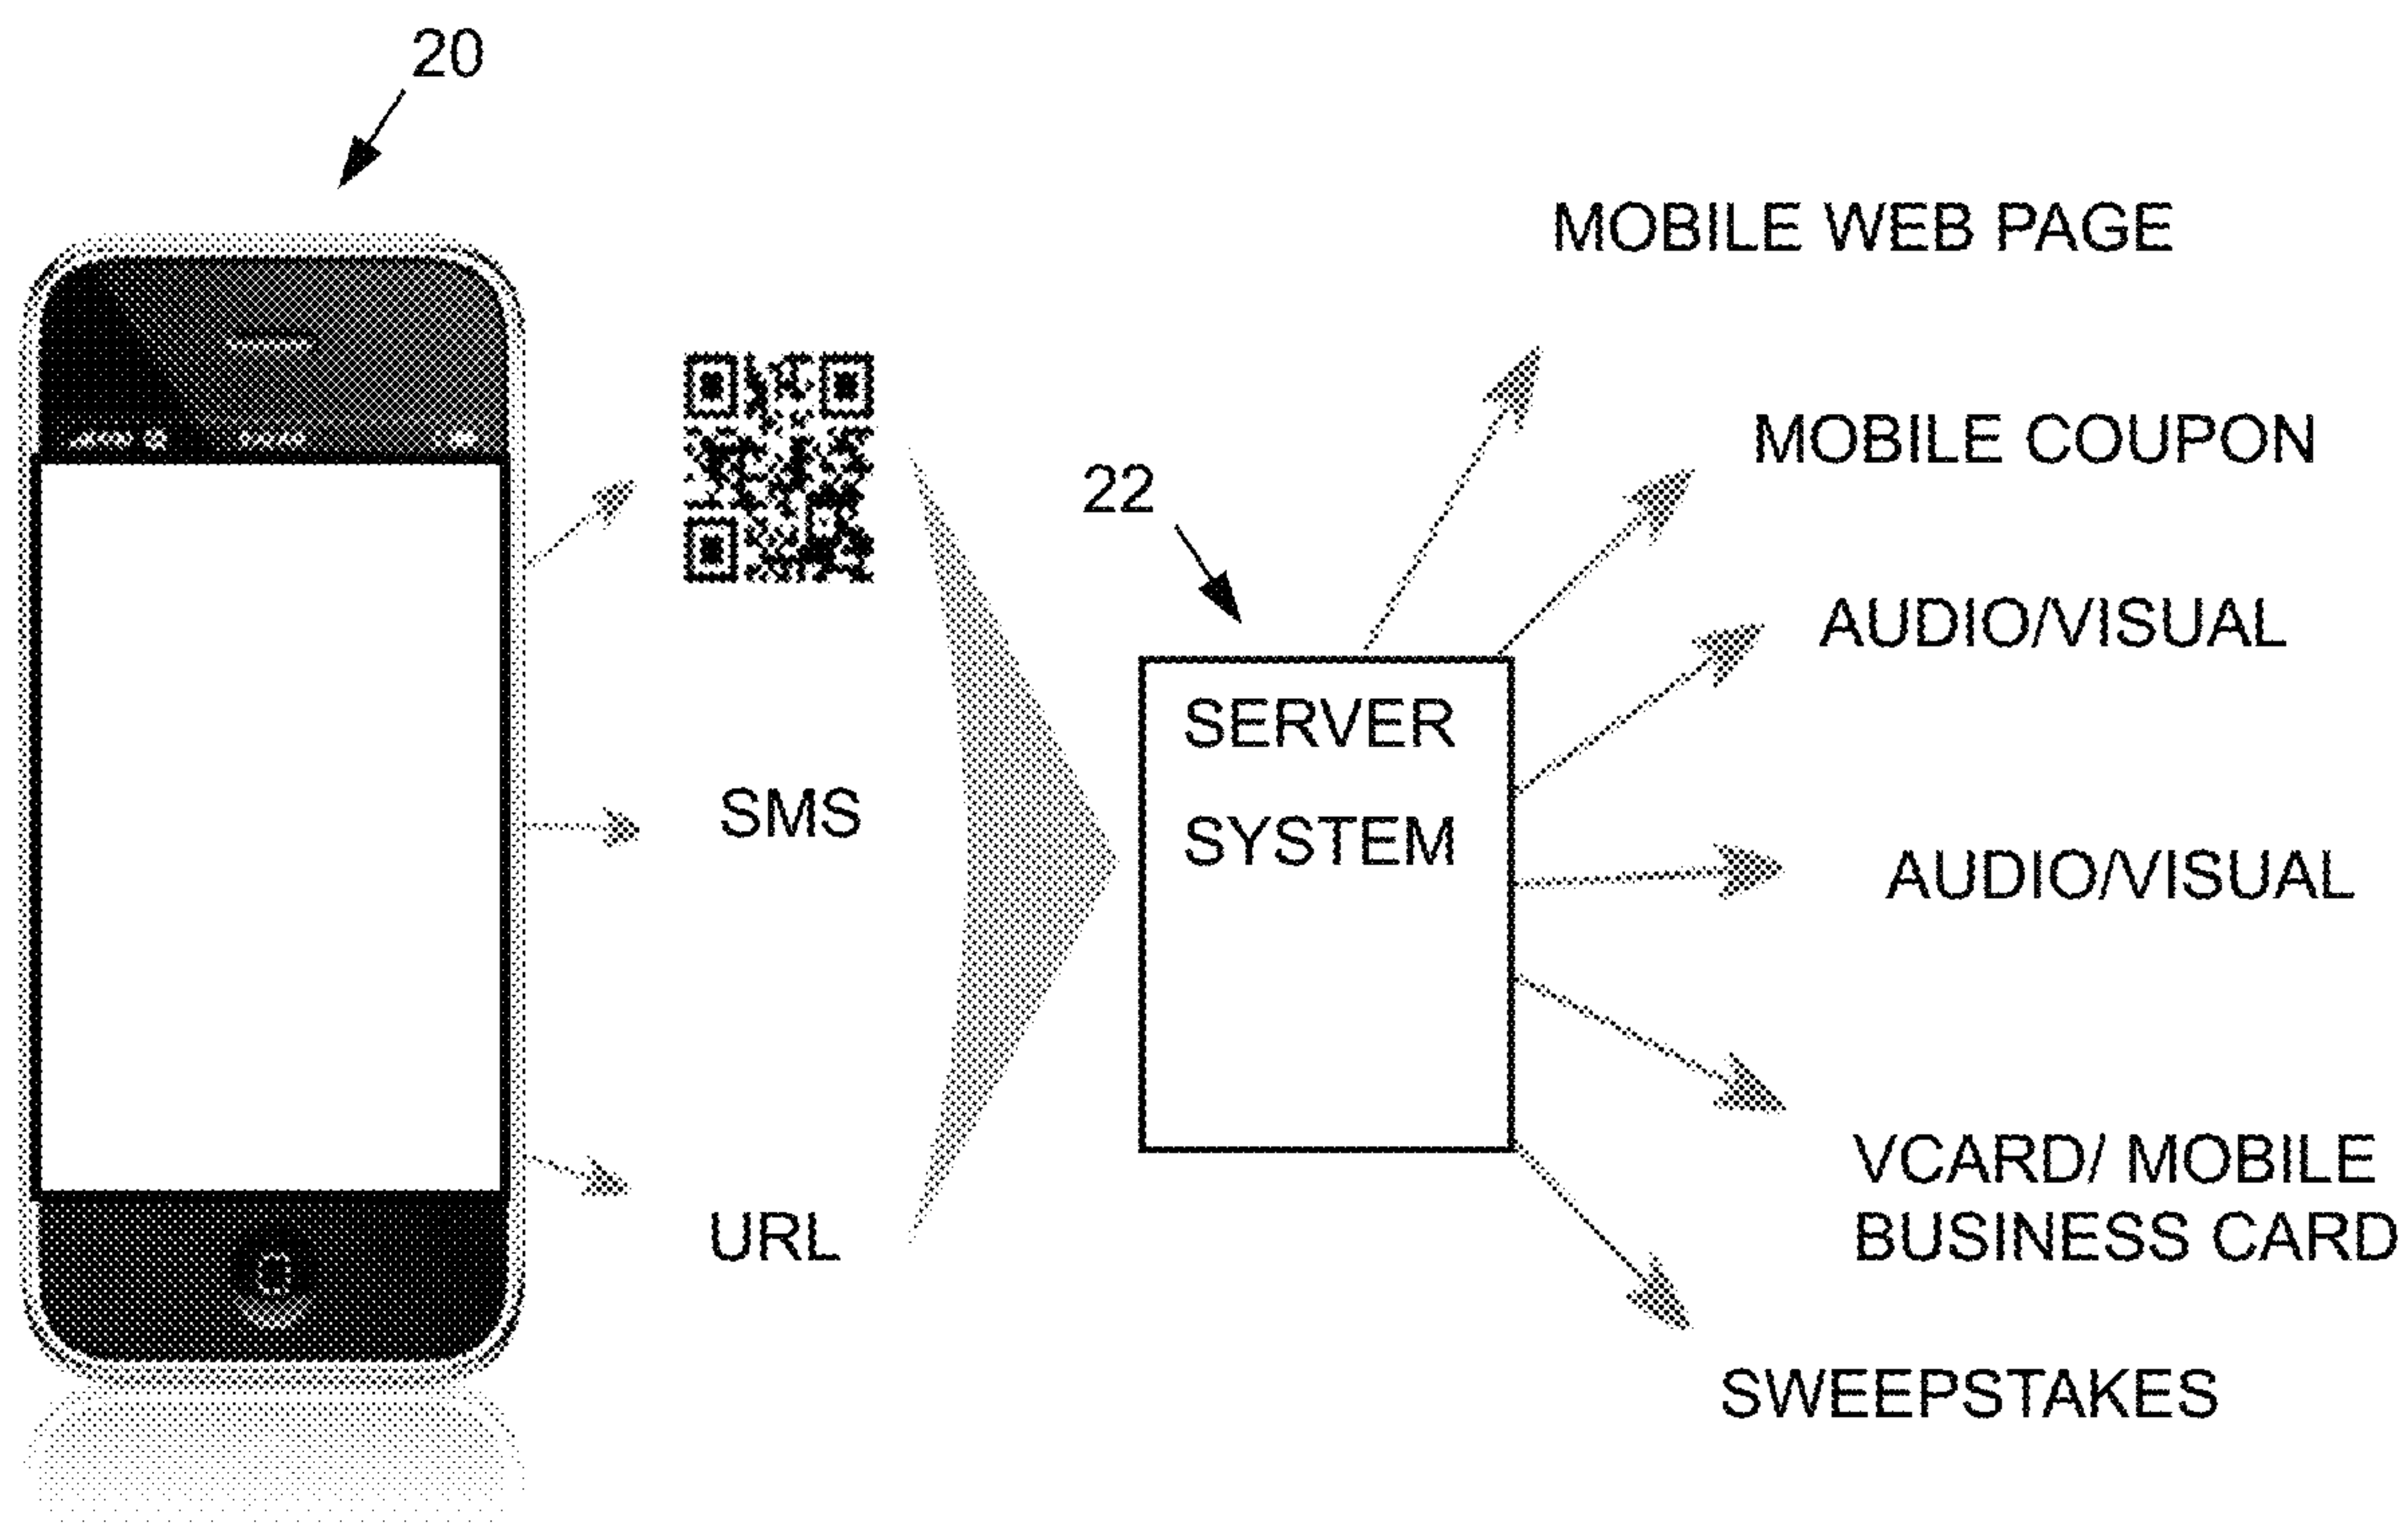 20
MOBILE WEB PAGE
MOBILE COUPON
22
AUDIO/VISUAL
SERVER
SYSTEM
SMS
AUDIO/VISUAL
VCARD/ MOBILE
BUSINESS CARD
URL
SWEEPSTAKES